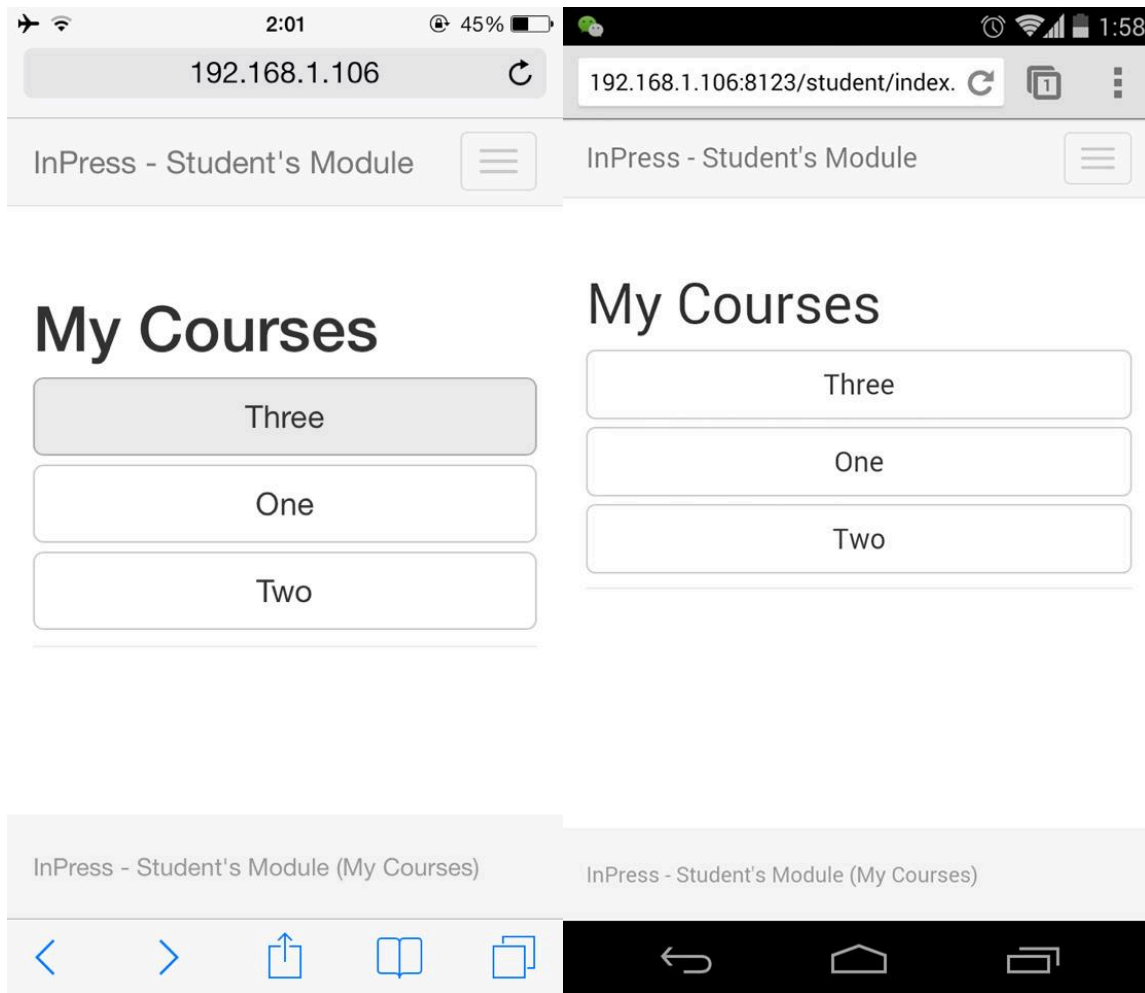 2:01
45%
192.168.1.106
InPress - Student's Module
My Courses
Three
One
Two
InPress - Student's Module (My Courses)
1:58
192.168.1.106:8123/student/index.
1
InPress - Student's Module
My Courses
Three
One
Two
InPress - Student's Module (My Courses)